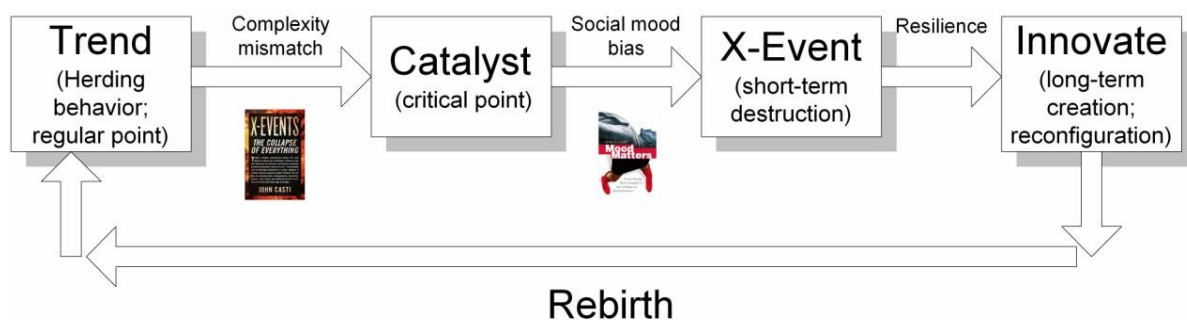 Trend
(Herding
behavior;
regular point)
Complexity
mismatch
Catalyst
(critical point)
Social mood
bias
X-Event
(short-term
destruction)
Resilience
Innovate
(long-term
creation;
reconfiguration)
X-EVENTS
THE COLLAPSE
OF EVERYTHING
JOHN CASTI
Mood
Matters
Rebirth